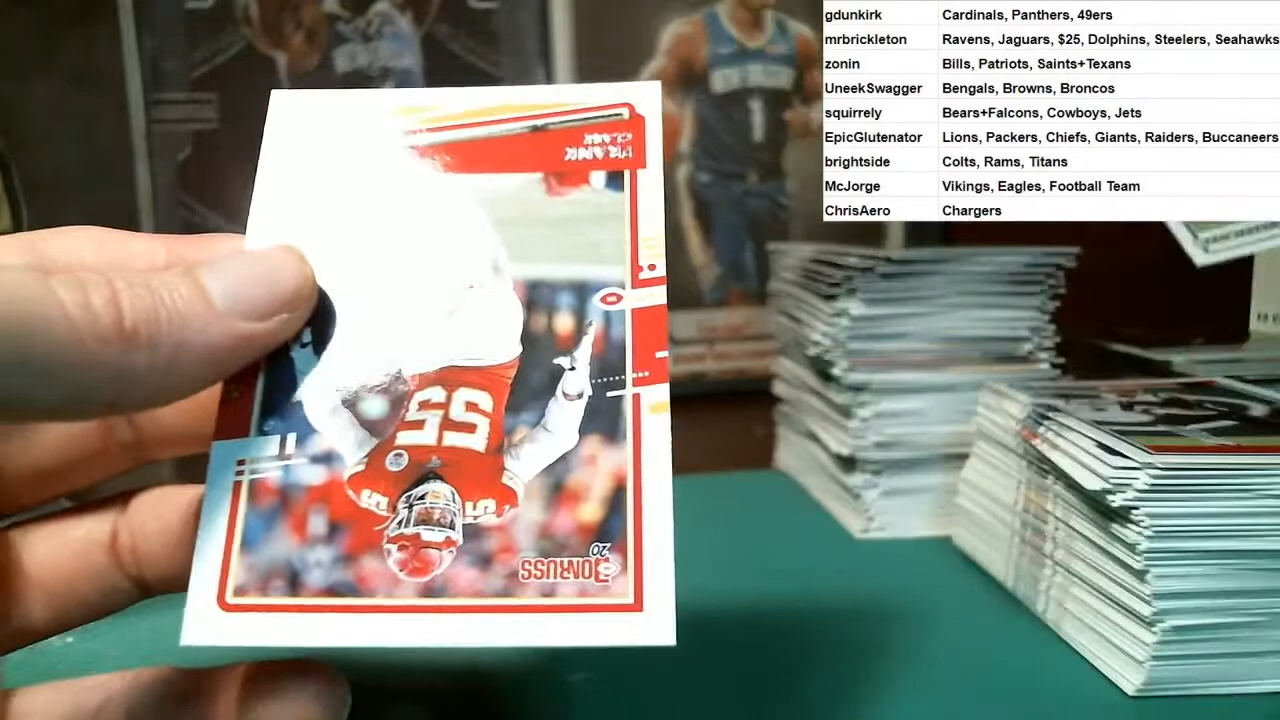 gdunkirk Cardinals, Panthers, 49ers
mrbrickleton Ravens, Jaguars, $25, Dolphins, Steelers, Seahawks
zonin Bills, Patriots, Saints+Texans
UneekSwagger Bengals, Browns, Broncos
squirrely Bears+Falcons, Cowboys, Jets
EpicGlutenator Lions, Packers, Chiefs, Giants, Raiders, Buccaneers
brightside Colts, Rams, Titans
McJorge Vikings, Eagles, Football Team
ChrisAero Chargers
FRANK
CLARK
55
55
20
DONRUSS
1